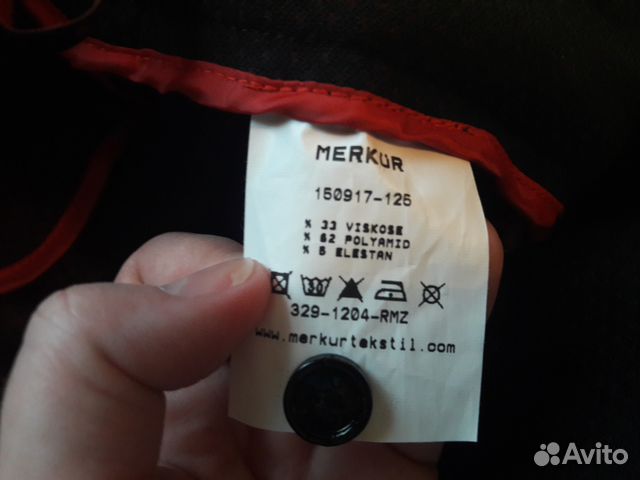 MERKUR
150917-126
% 33 VISKOSE
% 62 POLYAMID
% 5 ELESTAN
329-1204-RMZ
www.merkurtekstil.com
Avito